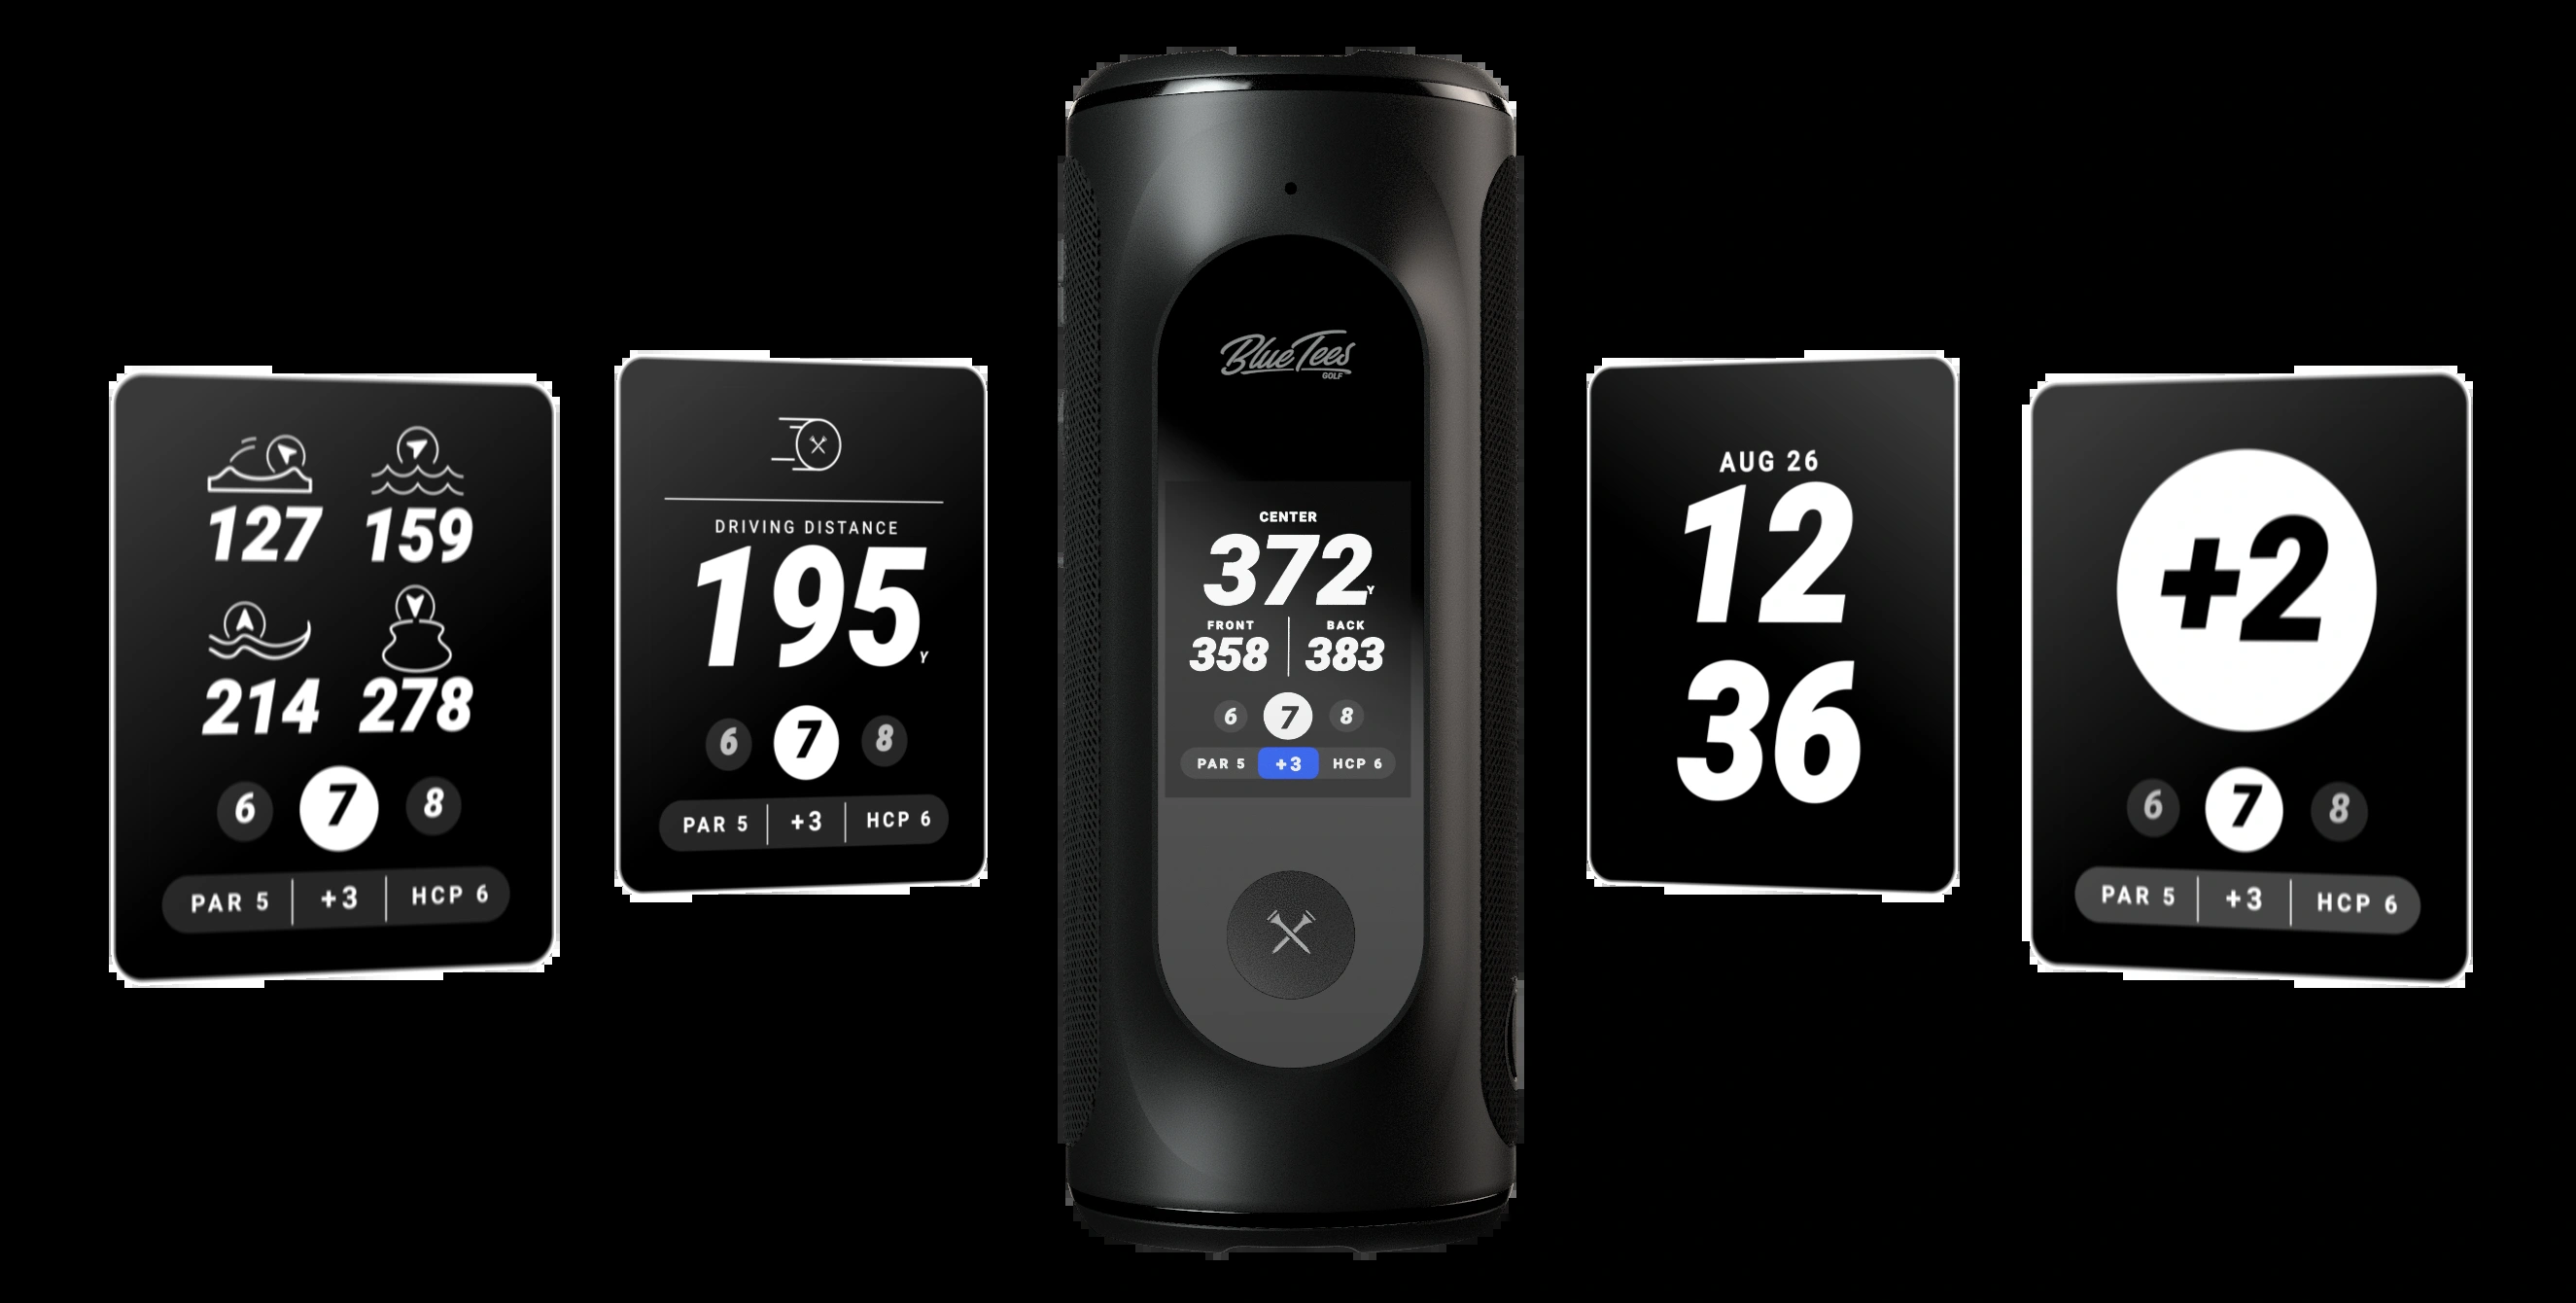 127 159
214 278
6 7 8
PAR 5 +3 HCP 6
DRIVING DISTANCE
195Y
6 7 8
PAR 5 +3 HCP 6
Blue Tees
GOLF
CENTER
372Y
FRONT BACK
358 383
6 7 8
PAR 5 +3 HCP 6
AUG 26
12
36
+2
6 7 8
PAR 5 +3 HCP 6